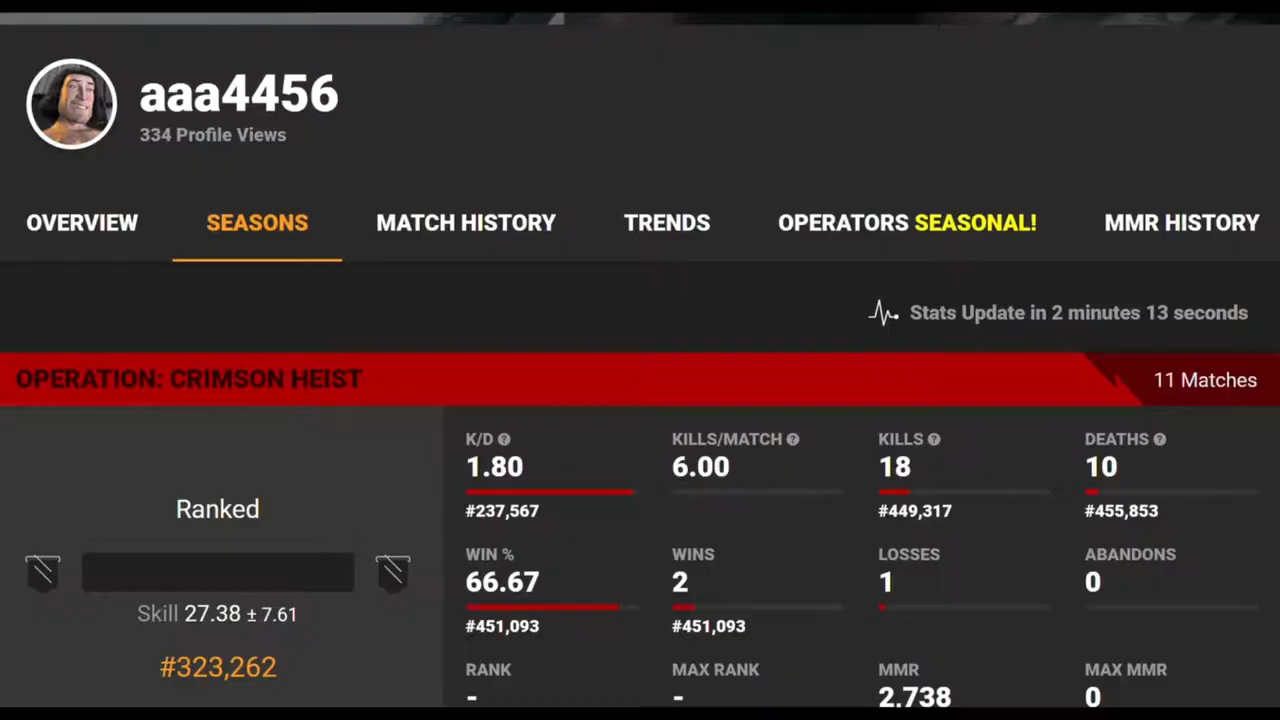 aaa4456
334 Profile Views
OVERVIEW SEASONS MATCH HISTORY TRENDS OPERATORS SEASONAL! MMR HISTORY
Stats Update in 2 minutes 13 seconds
OPERATION: CRIMSON HEIST 11 Matches
Ranked
Skill 27.38 ± 7.61
#323,262
K/D KILLS/MATCH KILLS DEATHS
1.80 6.00 18 10
#237,567 #449,317 #455,853
WIN % WINS LOSSES ABANDONS
66.67 2 1 0
#451,093 #451,093
RANK MAX RANK MMR MAX MMR
- - 2,738 0